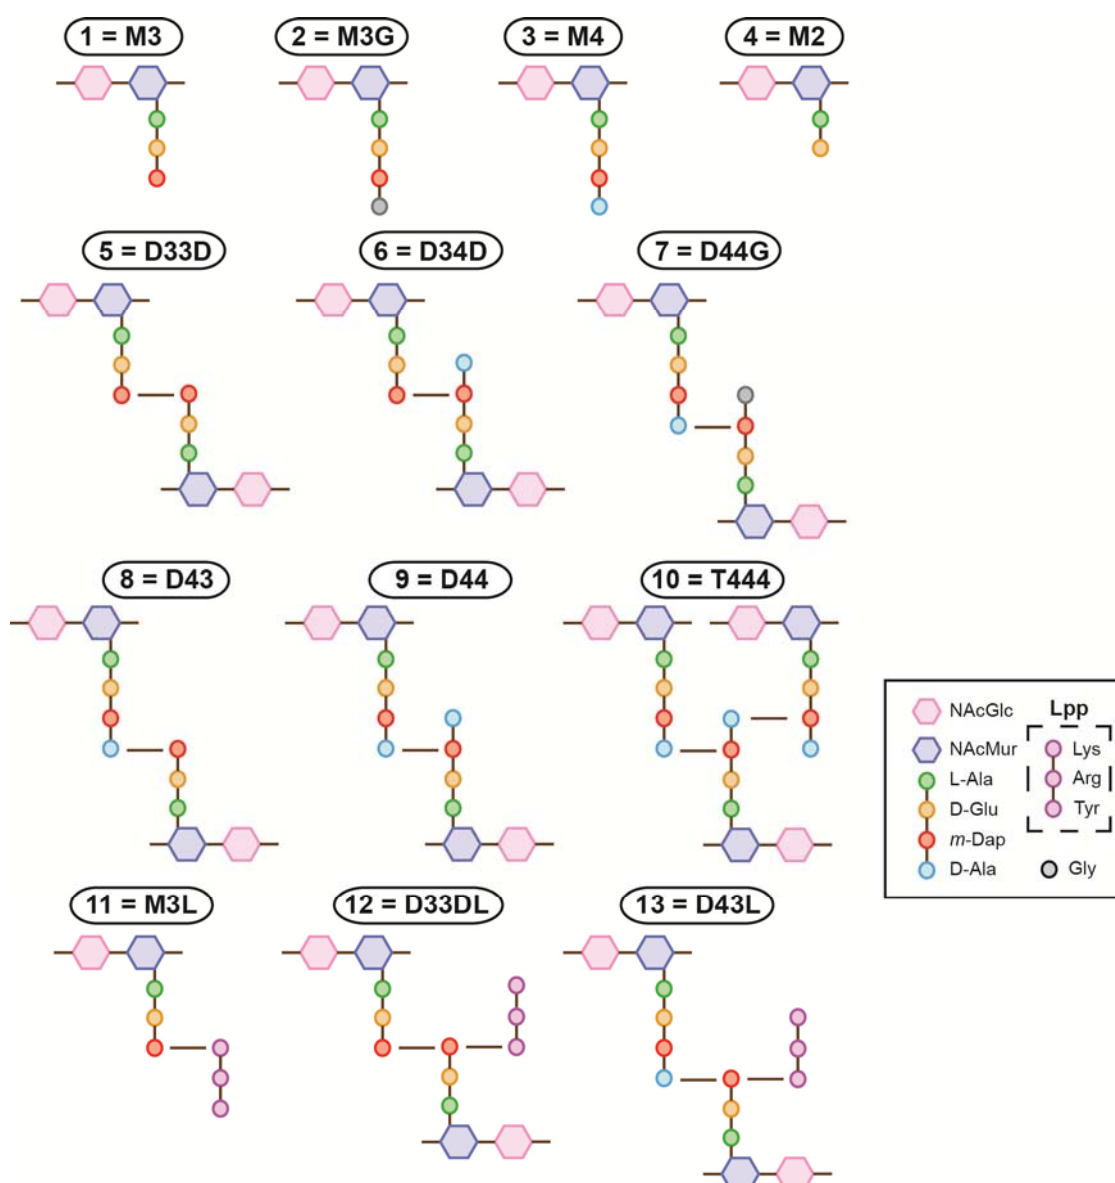 1 = M3
2 = M3G
3 = M4
4 = M2
5 = D33D
6 = D34D
7 = D44G
8 = D43
9 = D44
10 = T444
NAcGlc
NAcMur
L-Ala
D-Glu
m-Dap
D-Ala
Lpp
Lys
Arg
Tyr
Gly
11 = M3L
12 = D33DL
13 = D43L